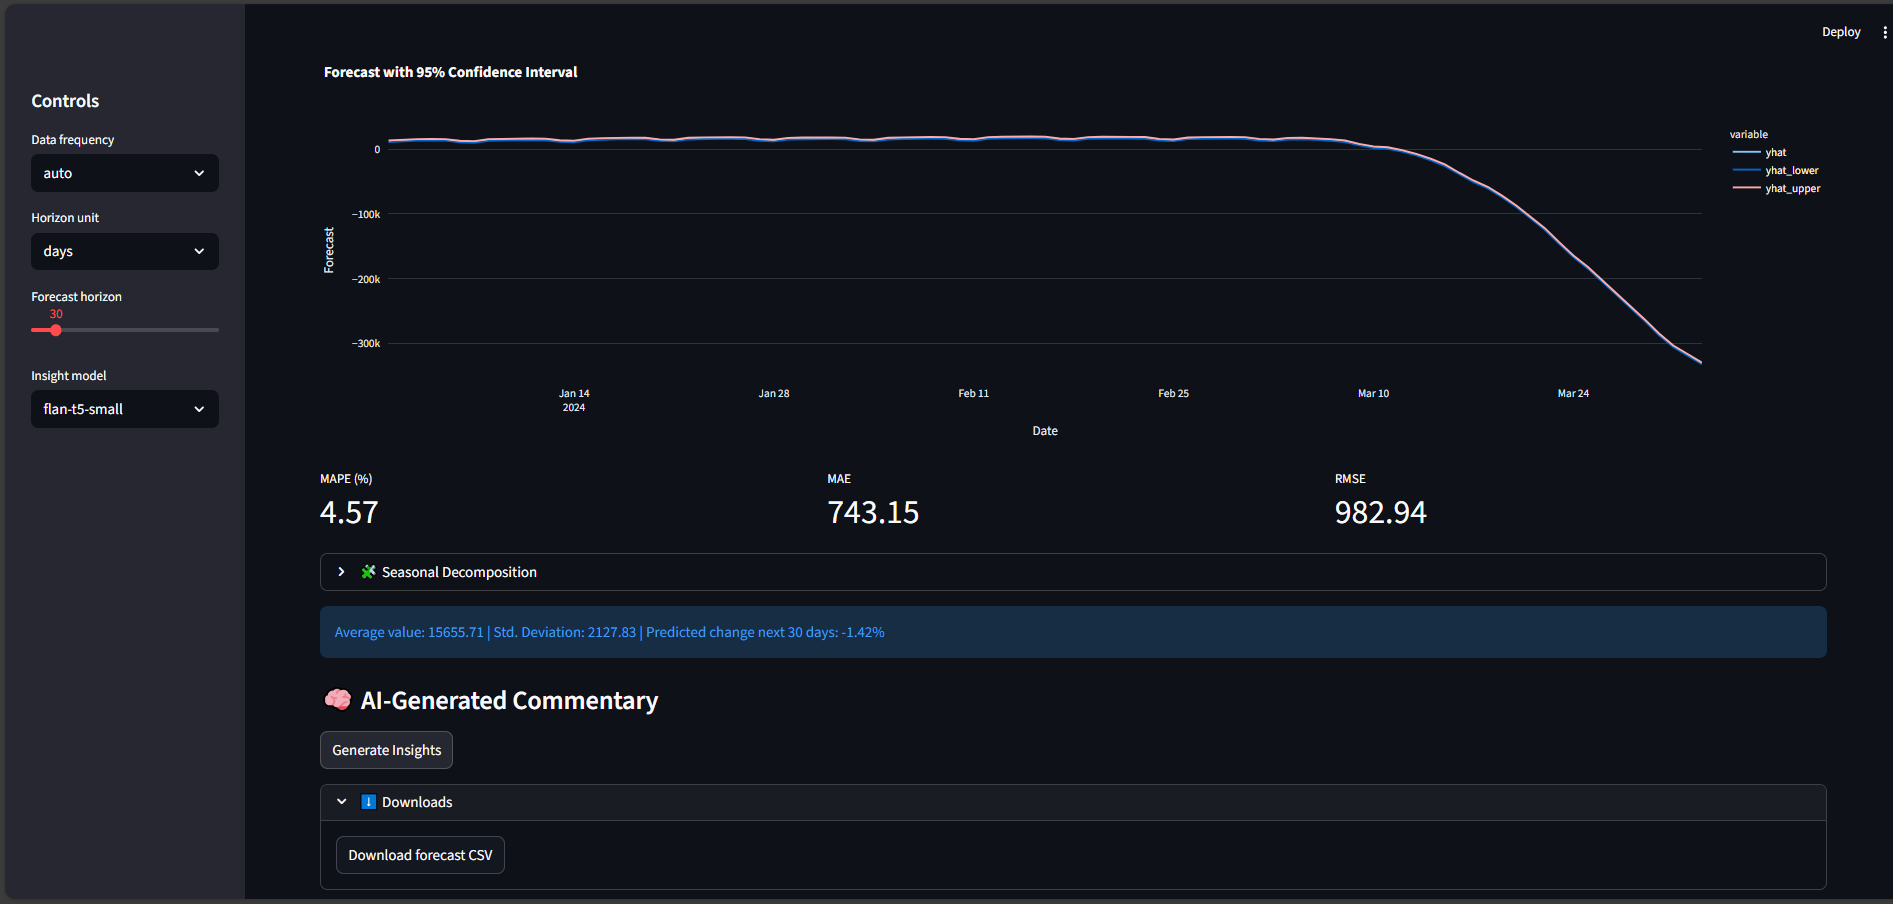 Deploy
Controls
Data frequency
auto
Horizon unit
days
Forecast horizon
30
Insight model
flan-t5-small
Forecast with 95% Confidence Interval
0
−100k
−200k
−300k
Forecast
Jan 14
2024
Jan 28
Feb 11
Feb 25
Mar 10
Mar 24
Date
variable
yhat
yhat_lower
yhat_upper
MAPE (%)
4.57
MAE
743.15
RMSE
982.94
Seasonal Decomposition
Average value: 15655.71 | Std. Deviation: 2127.83 | Predicted change next 30 days: -1.42%
AI-Generated Commentary
Generate Insights
Downloads
Download forecast CSV